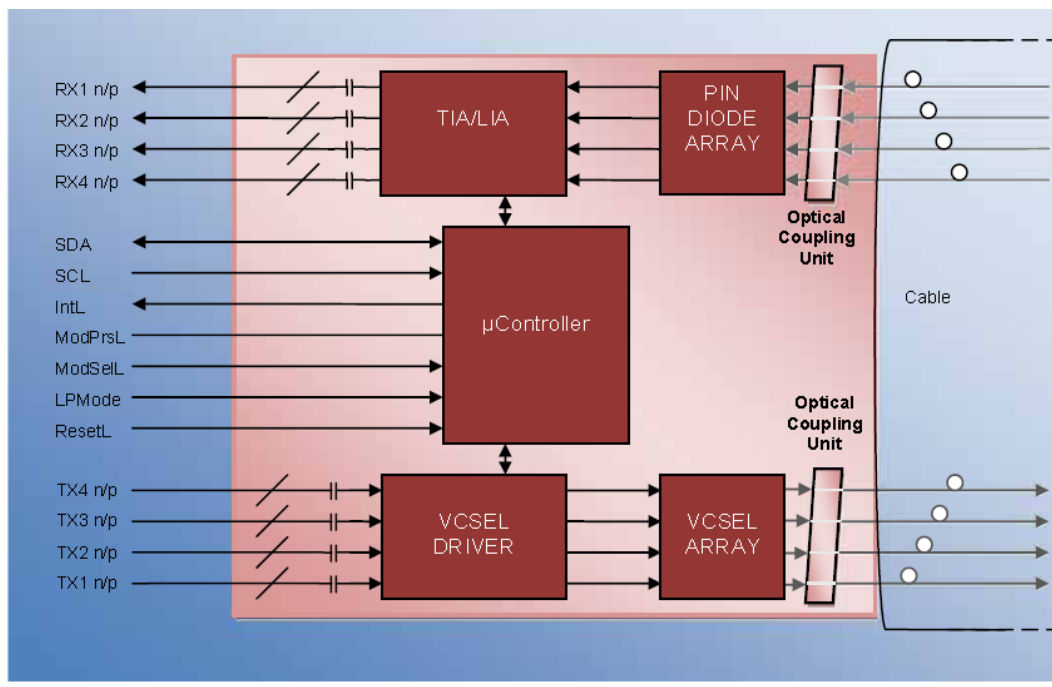 RX1 n/p
RX2 n/p
RX3 n/p
RX4 n/p
TIA/LIA
PIN
DIODE
ARRAY
Optical
Coupling
Unit
SDA
SCL
IntL
ModPrsL
ModSelL
LPMode
ResetL
µController
Cable
Optical
Coupling
Unit
TX4 n/p
TX3 n/p
TX2 n/p
TX1 n/p
VCSEL
DRIVER
VCSEL
ARRAY